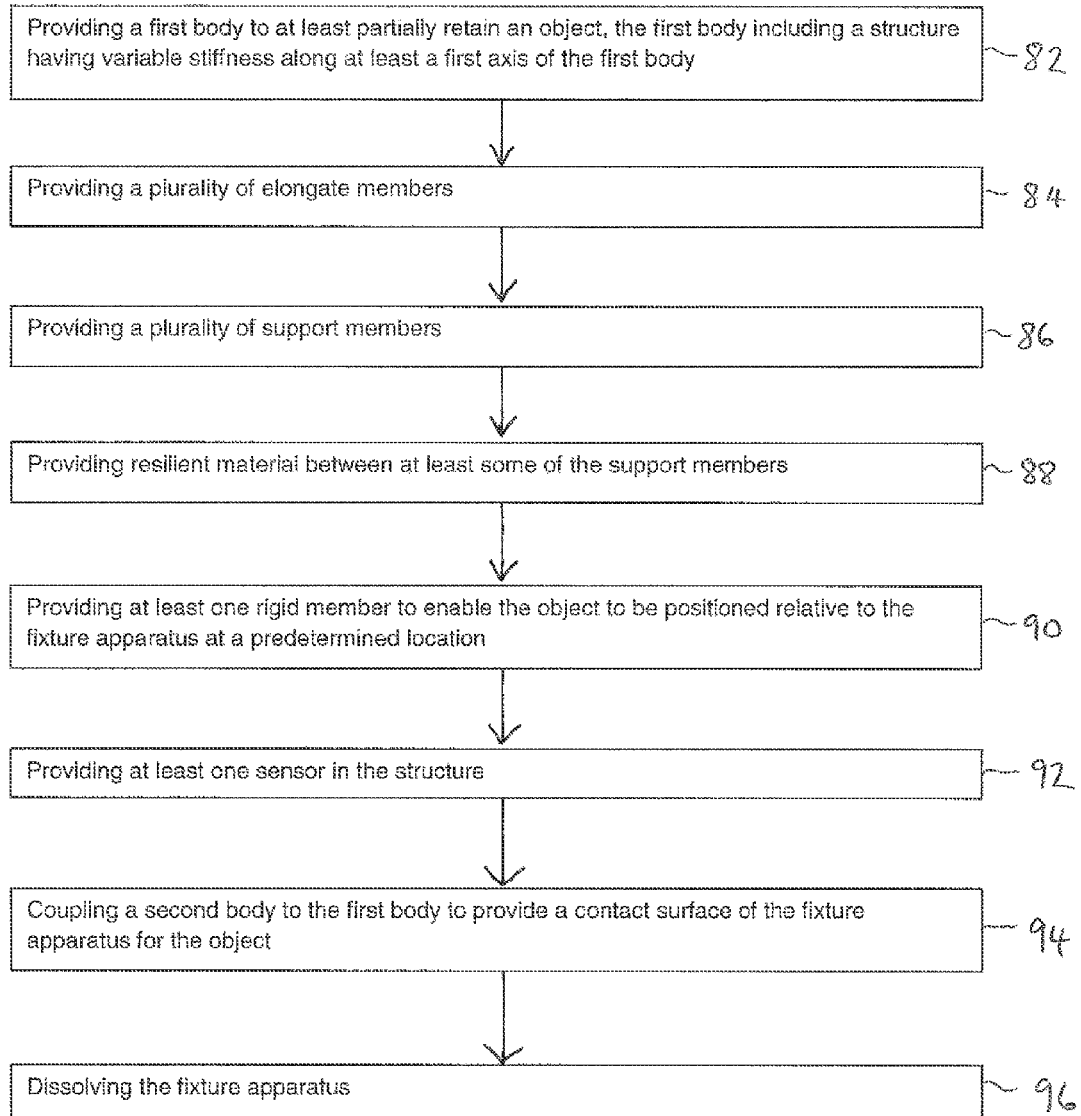 Providing a first body to at least partially retain an object, the first body including a structure
having variable stiffness along at least a first axis of the first body
82
Providing a plurality of elongate members
84
Providing a plurality of support members
86
Providing resilient material between at least some of the support members
88
Providing at least one rigid member to enable the object to be positioned relative to the
fixture apparatus at a predetermined location
90
Providing at least one sensor in the structure
92
Coupling a second body to the first body to provide a contact surface of the fixture
apparatus for the object
94
Dissolving the fixture apparatus
96